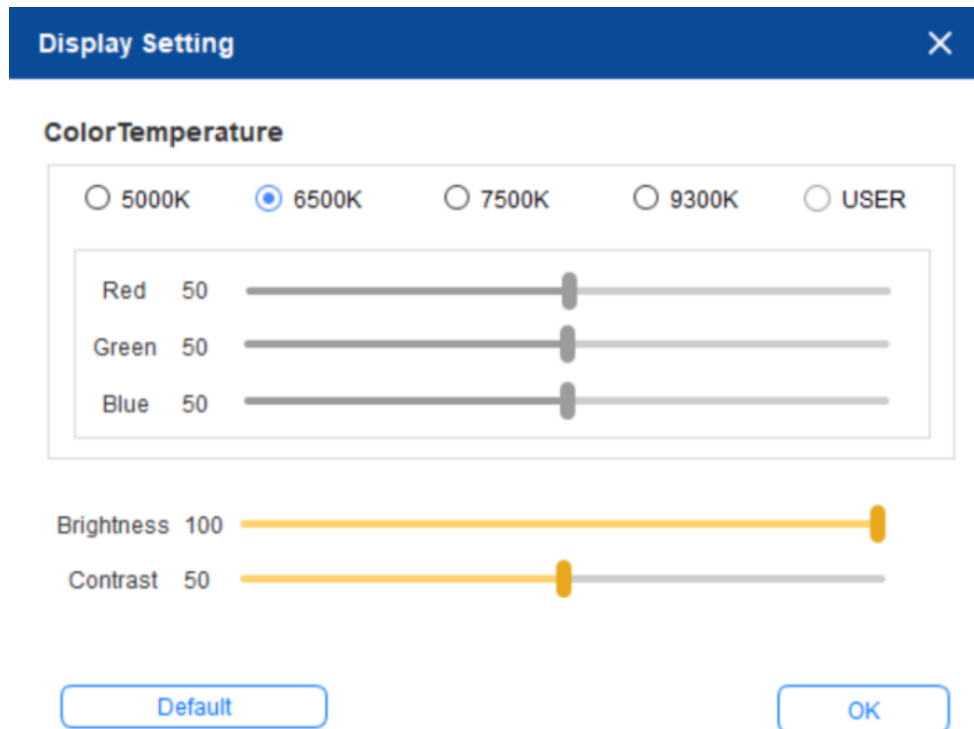 Display Setting
ColorTemperature
5000K 6500K 7500K 9300K USER
Red 50
Green 50
Blue 50
Brightness 100
Contrast 50
Default OK